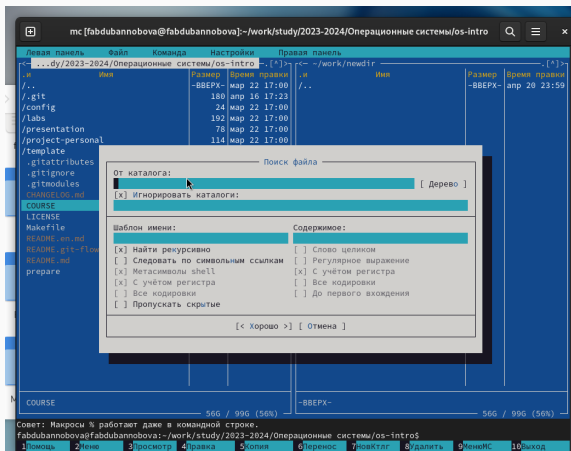 mc [fabdubannobova@fabdubannobova]:~/work/study/2023-2024/Операционные системы/os-intro
Левая панель Файл Команда Настройки Правая панель
<— ...dy/2023-2024/Операционные системы/os-intro —.[^]> <— ~/work/newdir —.[^]>
.и Имя Размер Время правки .и Имя Размер Время правки
/.. -ВВЕРХ- мар 22 17:00 /.. -ВВЕРХ- апр 20 23:59
/.git 180 апр 16 17:23
/config 24 мар 22 17:00
/labs 192 мар 22 17:00
/presentation 78 мар 22 17:00
/project-personal 114 мар 22 17:00
/template
.gitattributes
.gitignore
.gitmodules
CHANGELOG.md
COURSE
LICENSE
Makefile
README.en.md
README.git-flow
README.md
prepare
Поиск файла
От каталога:
[ Дерево ]
[x] Игнорировать каталоги:
Шаблон имени: Содержимое:
[x] Найти рекурсивно [ ] Слово целиком
[ ] Следовать по символьным ссылкам [ ] Регулярное выражение
[x] Метасимволы shell [x] С учётом регистра
[x] С учётом регистра [ ] Все кодировки
[ ] Все кодировки [ ] До первого вхождения
[ ] Пропускать скрытые
[< Хорошо >] [ Отмена ]
COURSE -ВВЕРХ-
56G / 99G (56%) 56G / 99G (56%)
Совет: Макросы % работают даже в командной строке.
fabdubannobova@fabdubannobova:~/work/study/2023-2024/Операционные системы/os-intro$
1Помощь 2Меню 3Просмотр 4Правка 5Копия 6Перенос 7НовКтлг 8Удалить 9МенюMC 10Выход